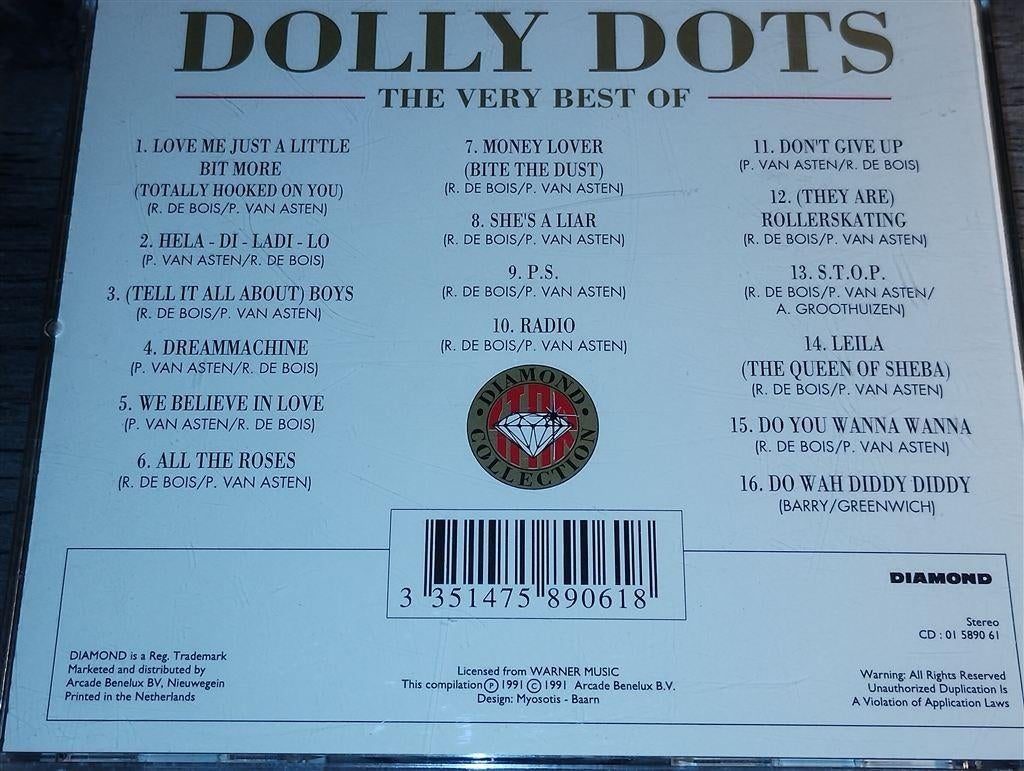 DOLLY DOTS
THE VERY BEST OF
1. LOVE ME JUST A LITTLE
BIT MORE
(TOTALLY HOOKED ON YOU)
(R. DE BOIS/P. VAN ASTEN)
2. HELA - DI - LADI - LO
(P. VAN ASTEN/R. DE BOIS)
3. (TELL IT ALL ABOUT) BOYS
(R. DE BOIS/P. VAN ASTEN)
4. DREAMMACHINE
(P. VAN ASTEN/R. DE BOIS)
5. WE BELIEVE IN LOVE
(P. VAN ASTEN/R. DE BOIS)
6. ALL THE ROSES
(R. DE BOIS/P. VAN ASTEN)
7. MONEY LOVER
(BITE THE DUST)
(R. DE BOIS/P. VAN ASTEN)
8. SHE'S A LIAR
(R. DE BOIS/P. VAN ASTEN)
9. P.S.
(R. DE BOIS/P. VAN ASTEN)
10. RADIO
(R. DE BOIS/P. VAN ASTEN)
DIAMOND
COLLECTION
11. DON'T GIVE UP
(P. VAN ASTEN/R. DE BOIS)
12. (THEY ARE)
ROLLERSKATING
(R. DE BOIS/P. VAN ASTEN)
13. S.T.O.P.
(R. DE BOIS/P. VAN ASTEN/
A. GROOTHUIZEN)
14. LEILA
(THE QUEEN OF SHEBA)
(R. DE BOIS/P. VAN ASTEN)
15. DO YOU WANNA WANNA
(R. DE BOIS/P. VAN ASTEN)
16. DO WAH DIDDY DIDDY
(BARRY/GREENWICH)
3 351475 890618
DIAMOND
Stereo
CD : 01 5890 61
DIAMOND is a Reg. Trademark
Marketed and distributed by
Arcade Benelux BV, Nieuwegein
Printed in the Netherlands
Licensed from WARNER MUSIC
This compilation Ⓟ 1991 © 1991 Arcade Benelux B.V.
Design: Myosotis - Baarn
Warning: All Rights Reserved
Unauthorized Duplication Is
A Violation of Application Laws